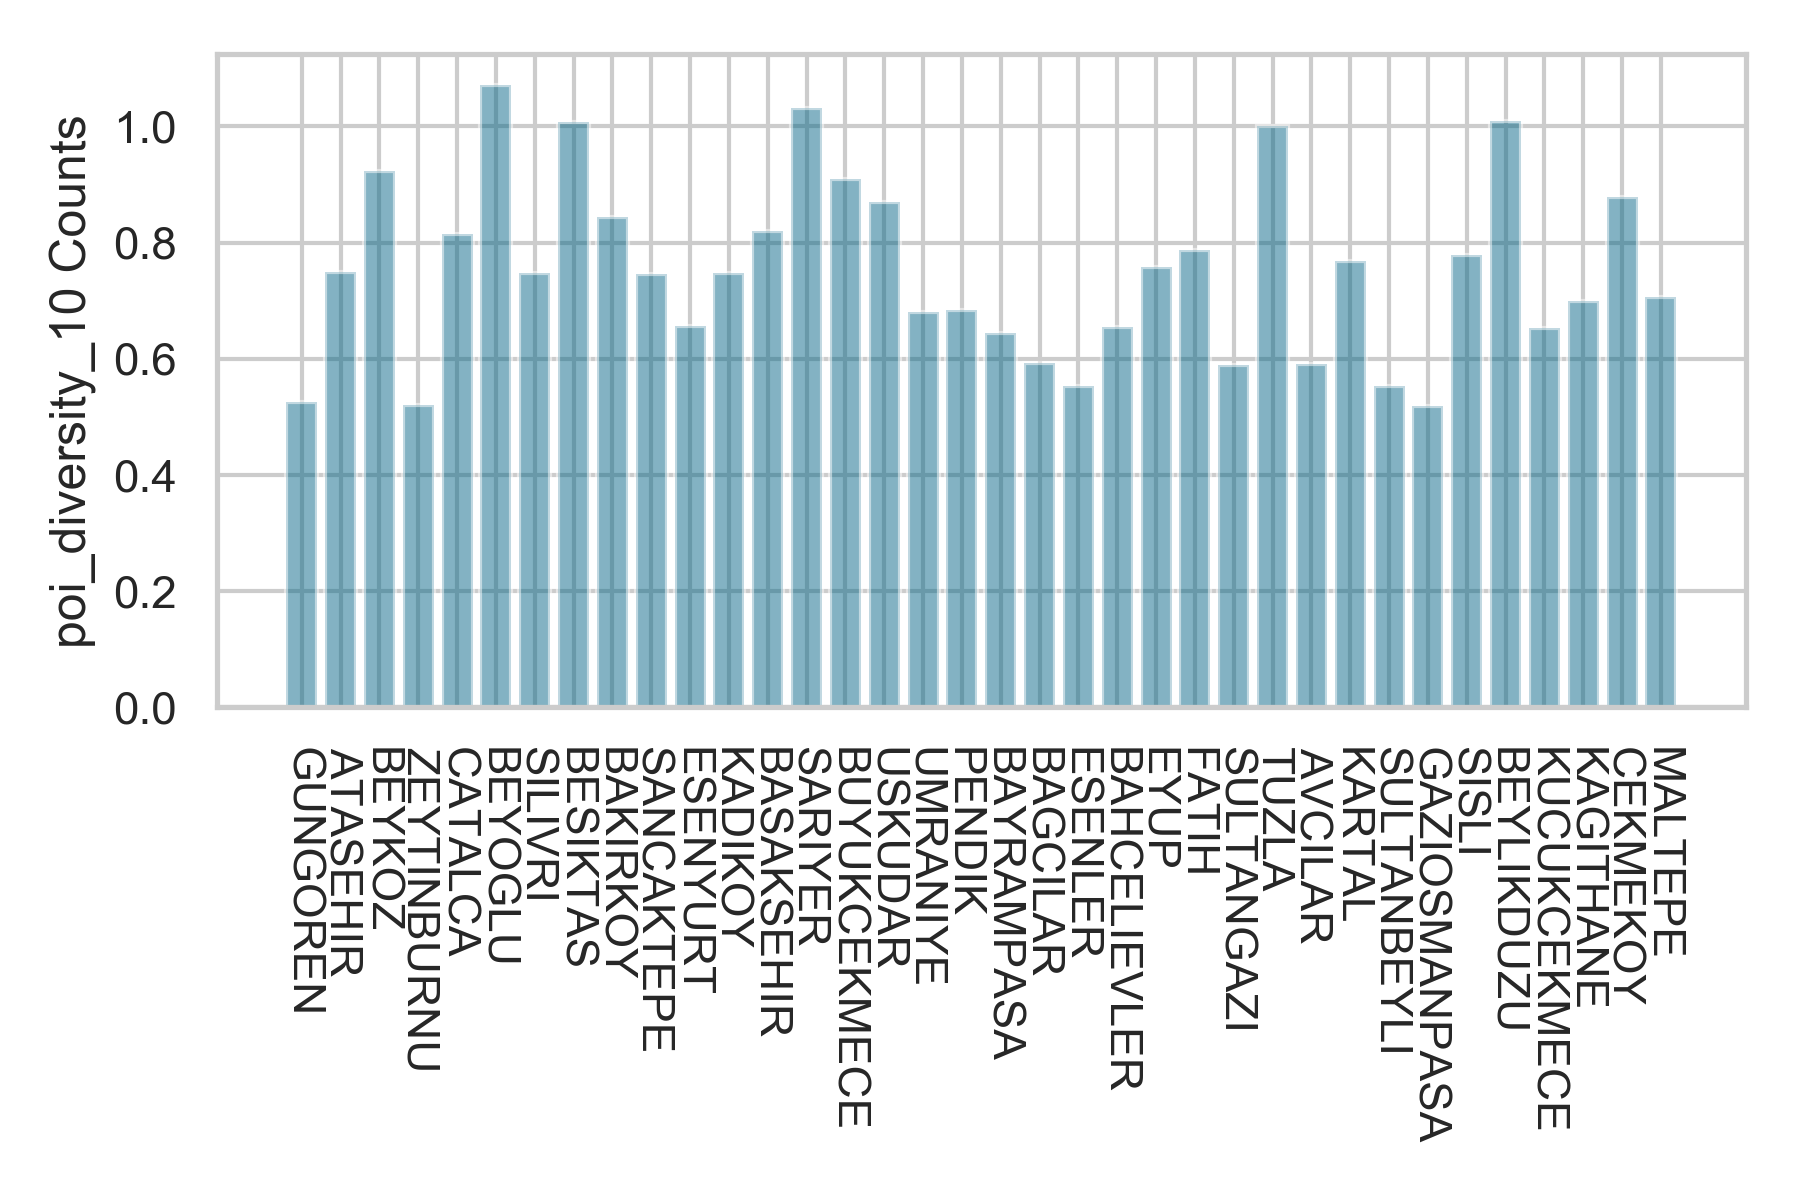 poi_diversity_10 Counts
1.0
0.8
0.6
0.4
0.2
0.0
GUNGOREN
ATASEHIR
BEYKOZ
ZEYTINBURNU
CATALCA
BEYOGLU
SILIVRI
BESIKTAS
BAKIRKOY
SANCAKTEPE
ESENYURT
KADIKOY
BASAKSEHIR
SARIYER
BUYUKCEKMECE
USKUDAR
UMRANIYE
PENDIK
BAYRAMPASA
BAGCILAR
ESENLER
BAHCELIEVLER
EYUP
FATIH
SULTANGAZI
TUZLA
AVCILAR
KARTAL
SULTANBEYLI
GAZIOSMANPASA
SISLI
BEYLIKDUZU
KUCUKCEKMECE
KAGITHANE
CEKMEKOY
MALTEPE